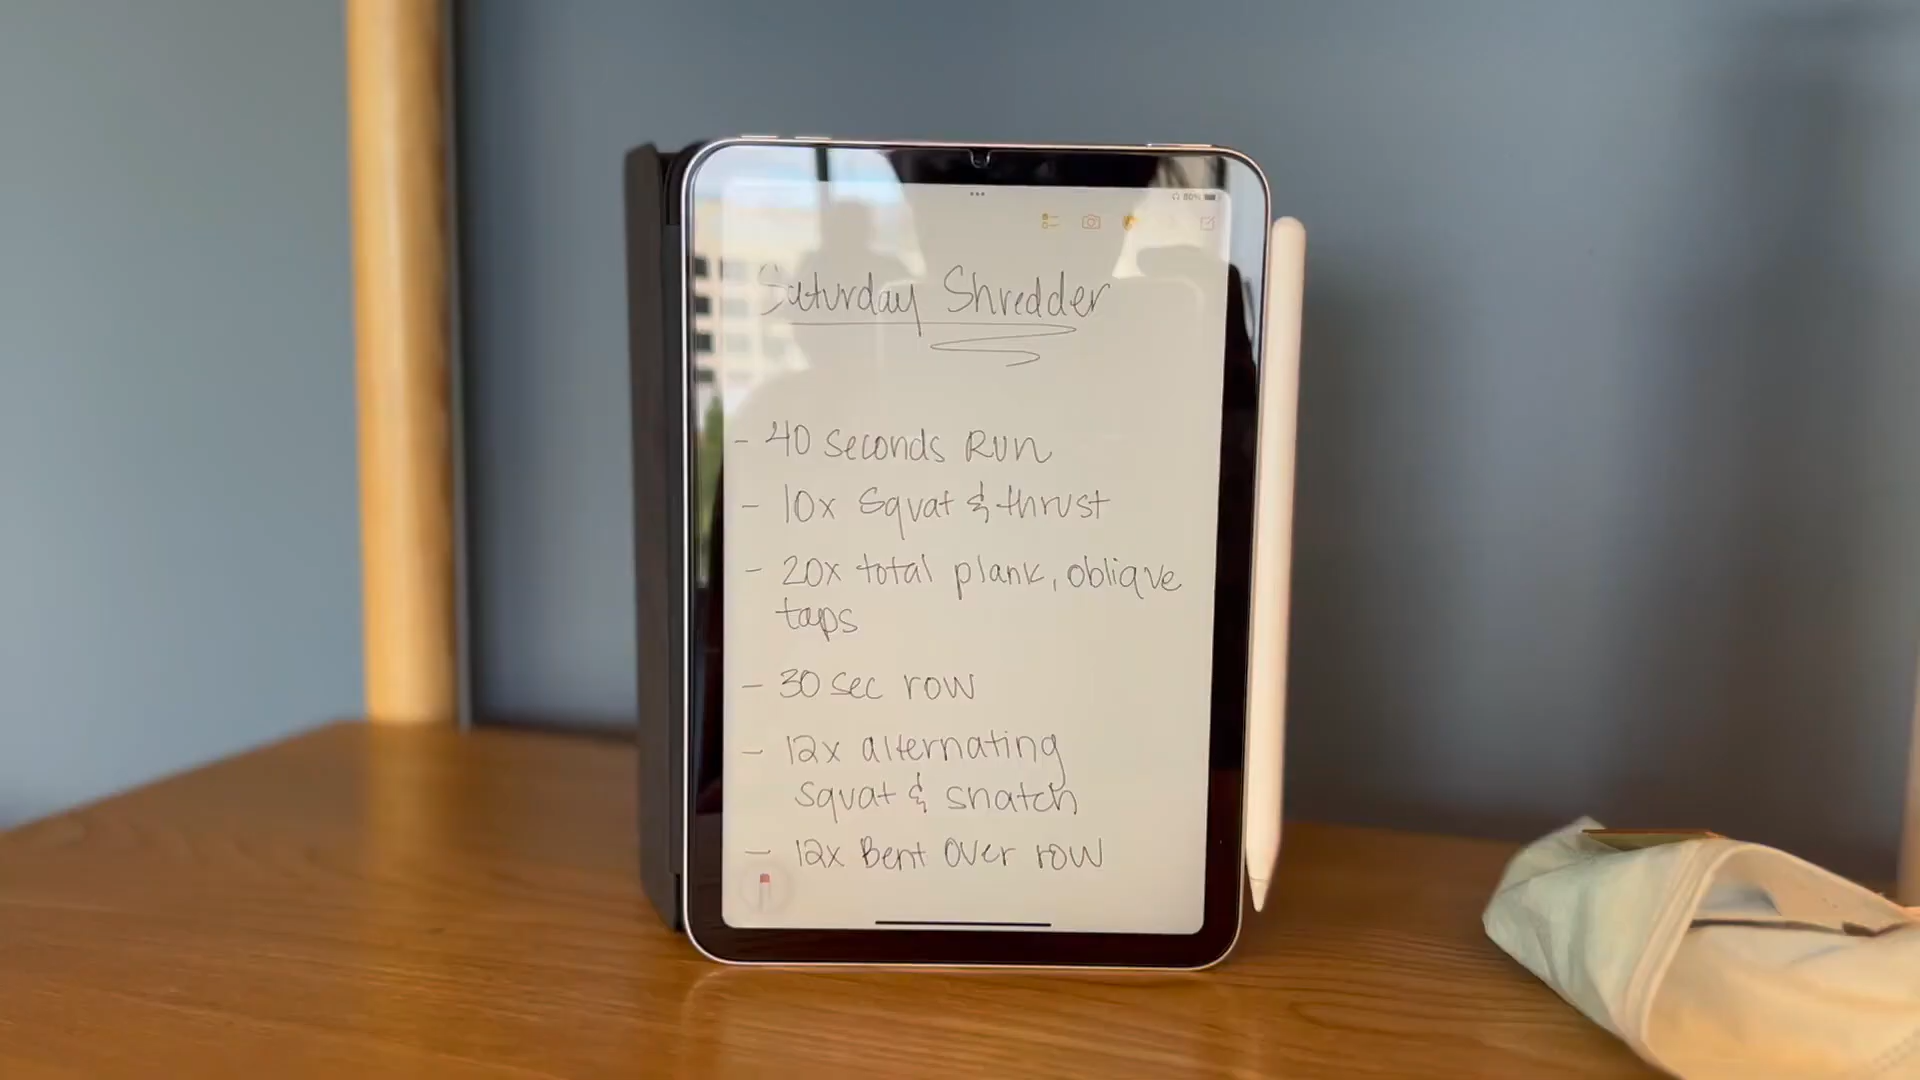 80%
Saturday Shredder
- 40 seconds Run
- 10x Squat & thrust
- 20x total plank, oblique
taps
- 30 sec row
- 12x alternating
squat & snatch
- 12x Bent over row